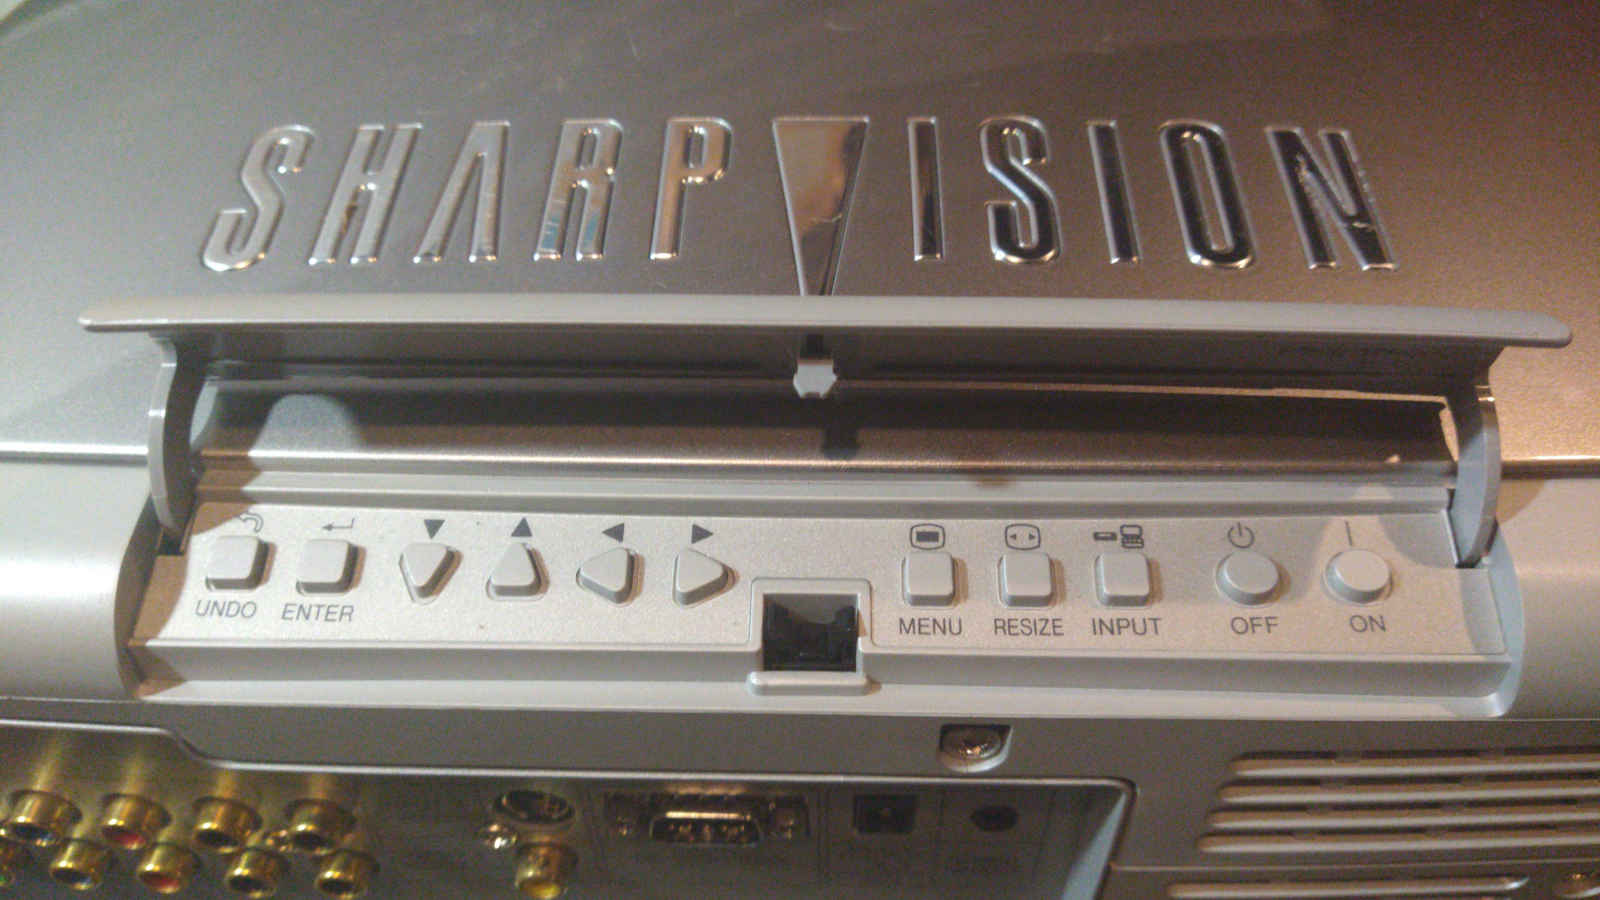 SHARPVISION
UNDO ENTER MENU RESIZE INPUT OFF ON